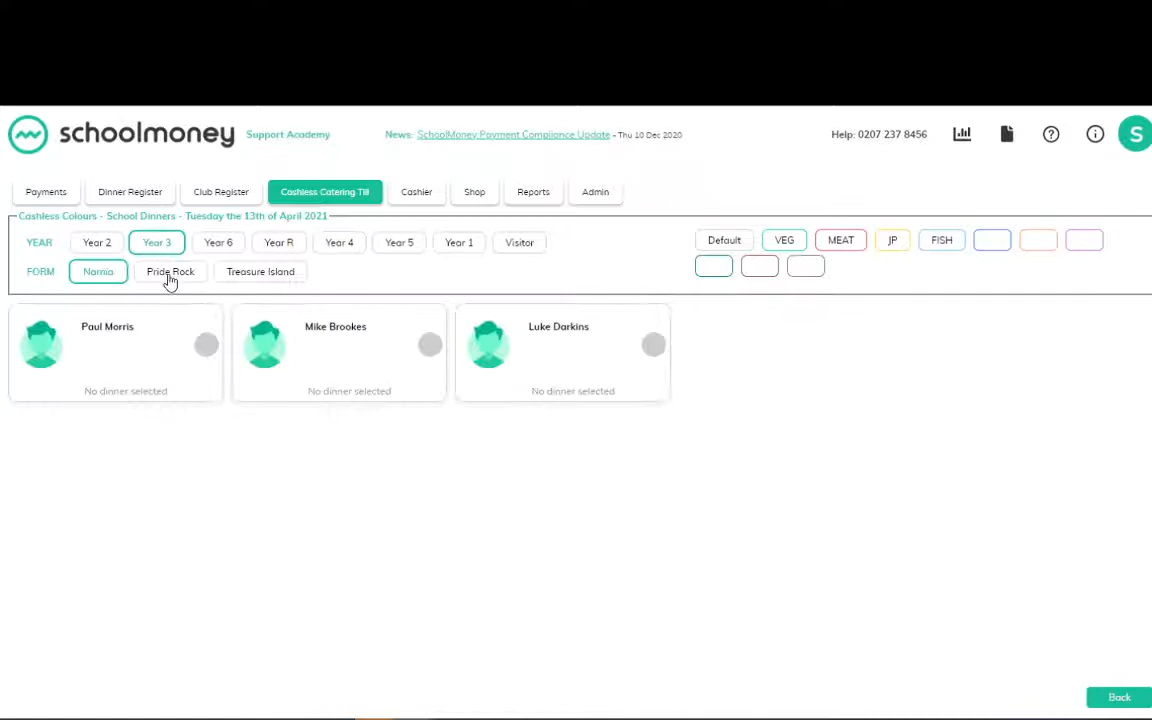 schoolmoney Support Academy News: SchoolMoney Payment Compliance Update - Thu 10 Dec 2020 Help: 0207 237 8456 S
Payments Dinner Register Club Register Cashless Catering Till Cashier Shop Reports Admin
Cashless Colours - School Dinners - Tuesday the 13th of April 2021
YEAR Year 2 Year 3 Year 6 Year R Year 4 Year 5 Year 1 Visitor Default VEG MEAT JP FISH
FORM Narnia Pride Rock Treasure Island
Paul Morris Mike Brookes Luke Darkins
No dinner selected No dinner selected No dinner selected
Back